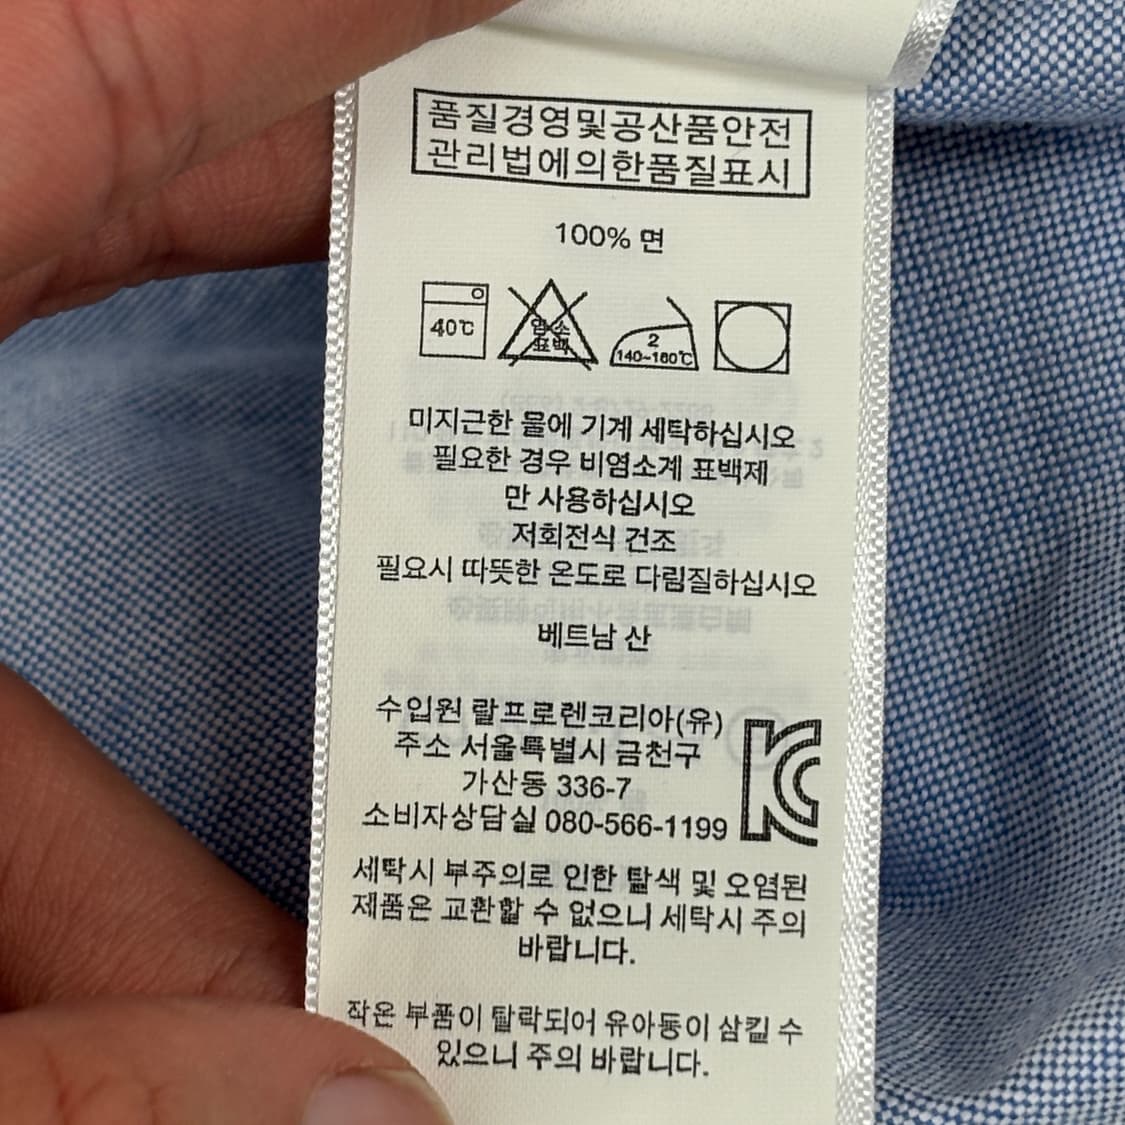 품질경영및공산품안전
관리법에의한품질표시
100% 면
40℃
염소
표백
2
140~160℃
미지근한 물에 기계 세탁하십시오
필요한 경우 비염소계 표백제
만 사용하십시오
저회전식 건조
필요시 따뜻한 온도로 다림질하십시오
베트남 산
수입원 랄프로렌코리아(유)
주소 서울특별시 금천구
가산동 336-7
소비자상담실 080-566-1199
KC
세탁시 부주의로 인한 탈색 및 오염된
제품은 교환할 수 없으니 세탁시 주의
바랍니다.
작은 부품이 탈락되어 유아동이 삼킬 수
있으니 주의 바랍니다.